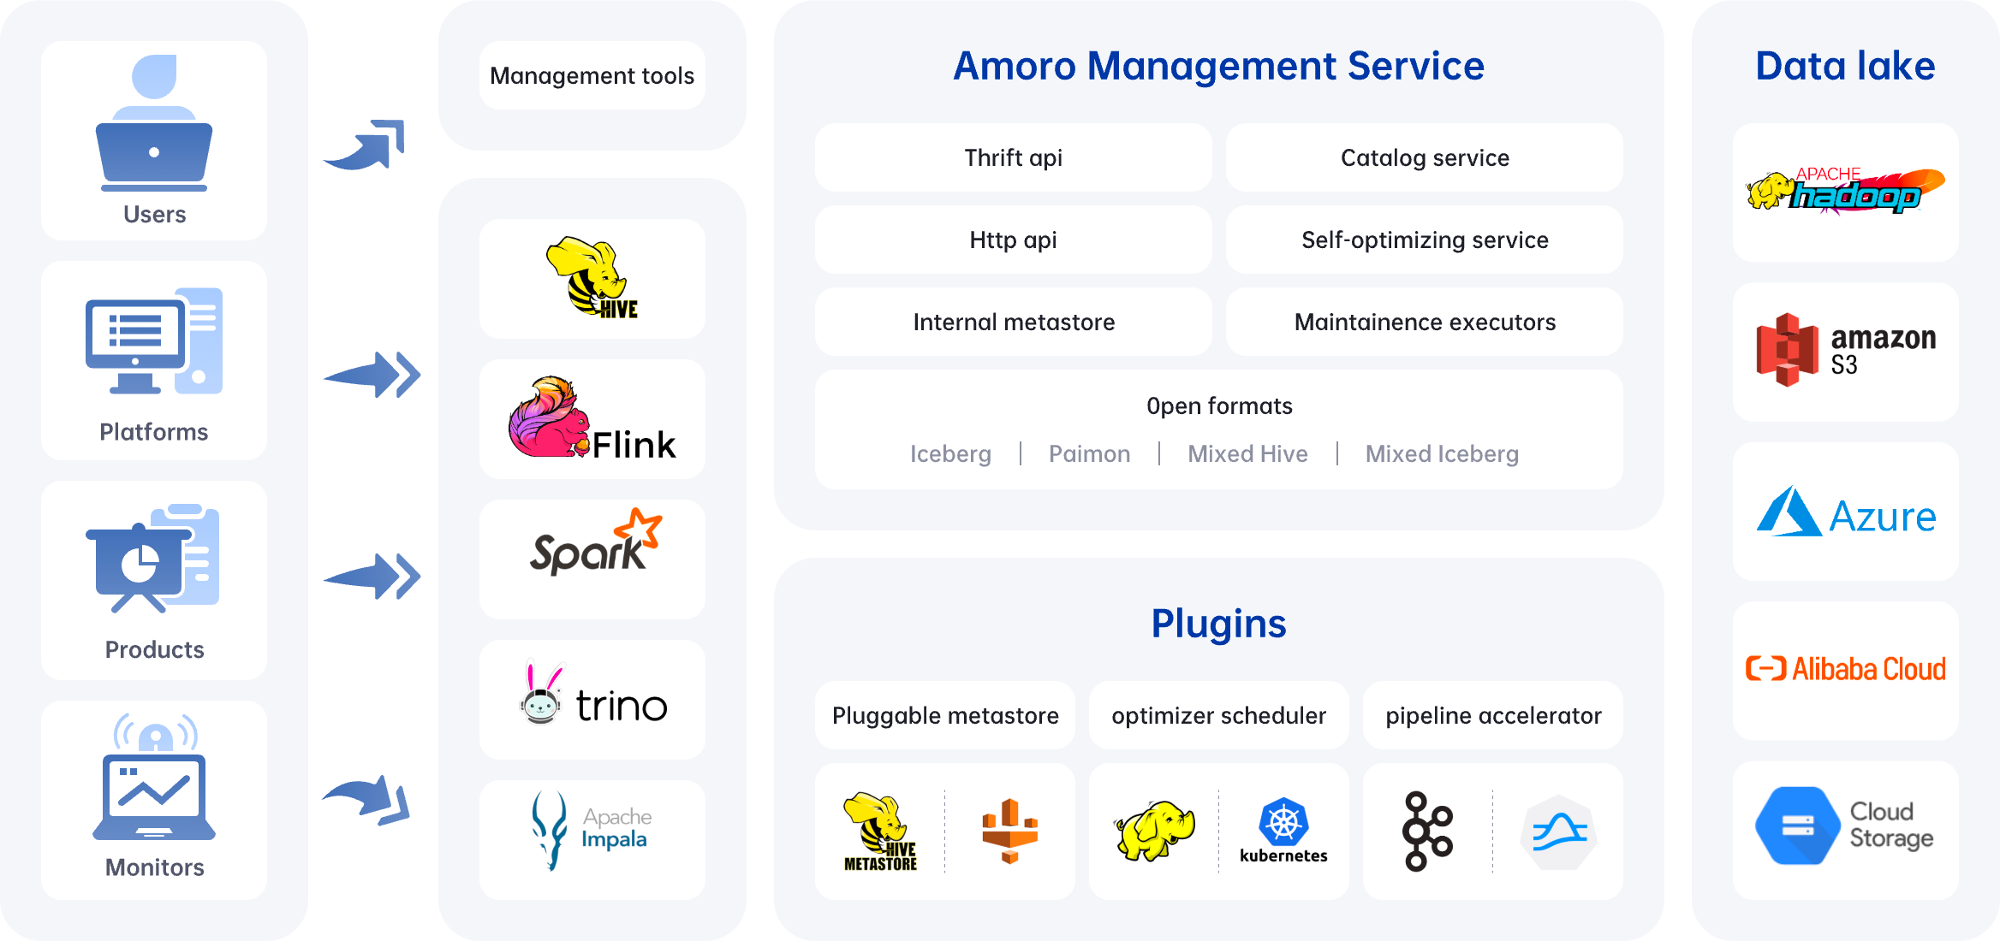 Users
Platforms
Products
Monitors
Management tools
HIVE
Flink
Spark
trino
Apache
Impala
Amoro Management Service
Thrift api
Catalog service
Http api
Self-optimizing service
Internal metastore
Maintainence executors
Open formats
Iceberg | Paimon | Mixed Hive | Mixed Iceberg
Plugins
Pluggable metastore
optimizer scheduler
pipeline accelerator
HIVE
METASTORE
kubernetes
Data lake
APACHE
hadoop
amazon
S3
Azure
Alibaba Cloud
Cloud
Storage